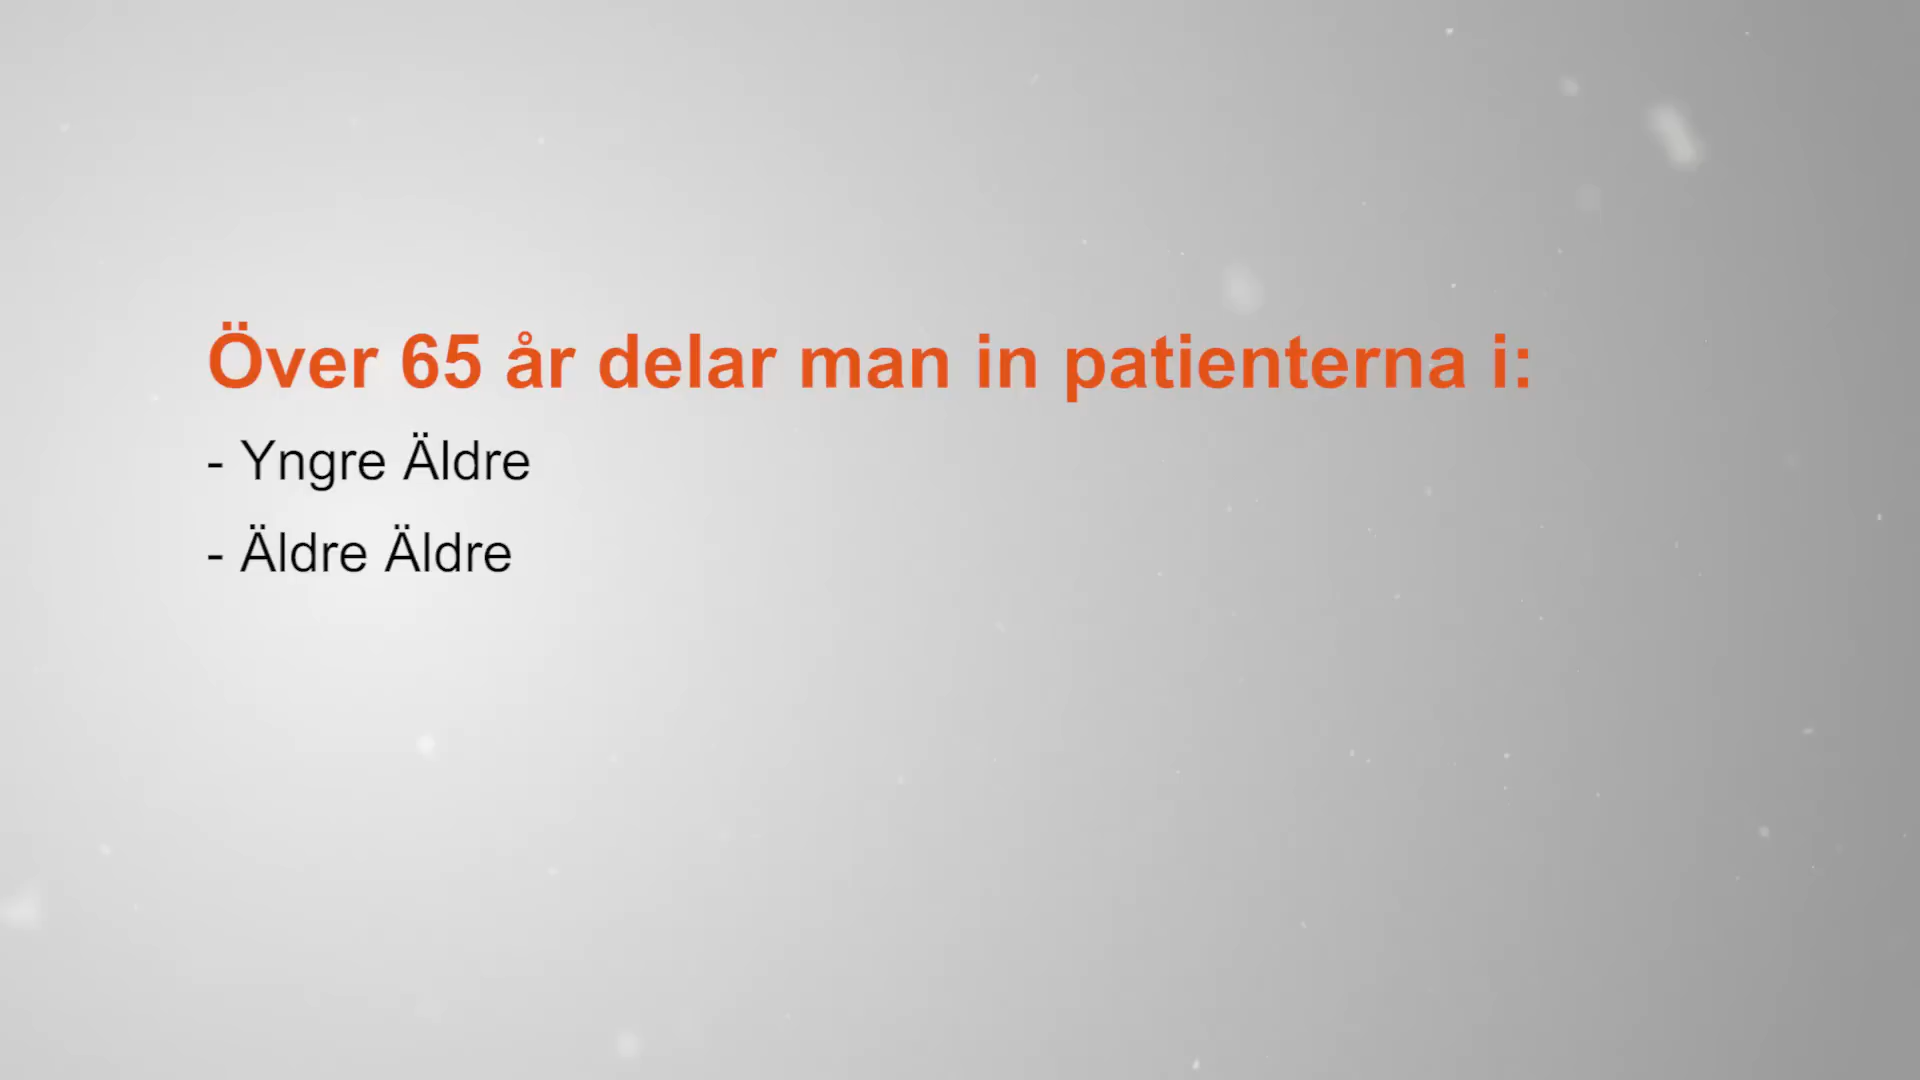 Över 65 år delar man in patienterna i:
- Yngre Äldre
- Äldre Äldre